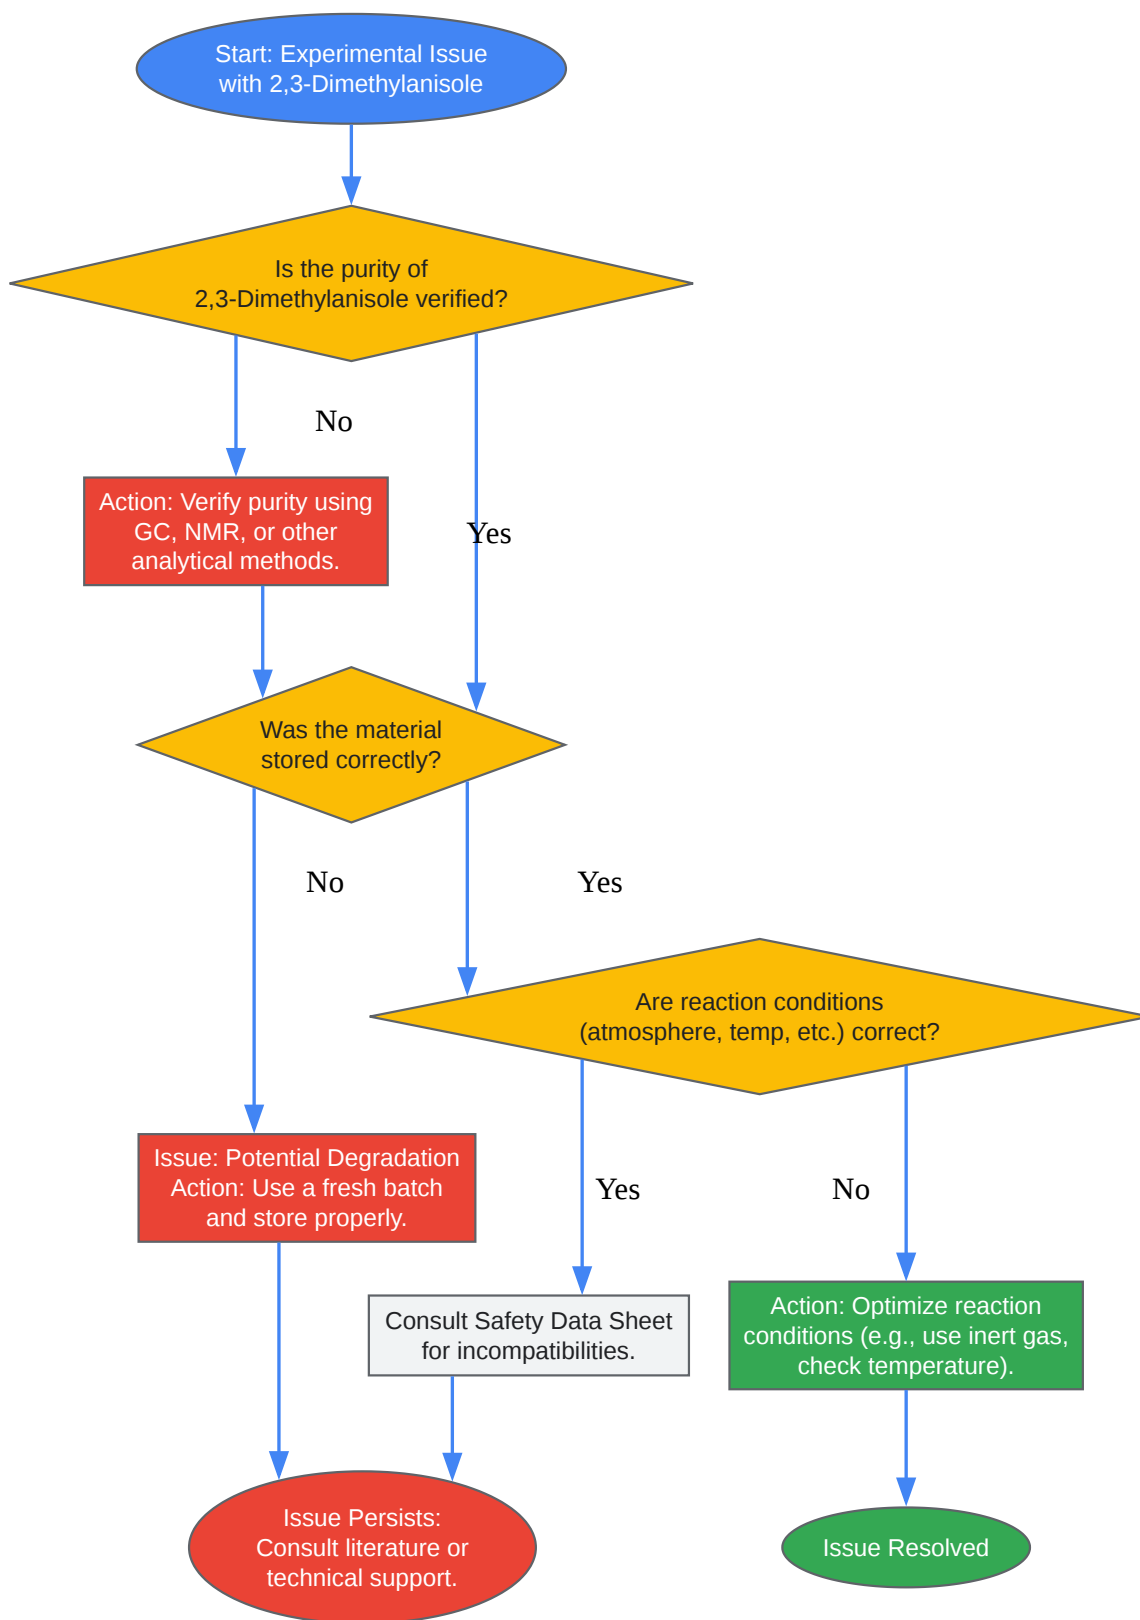 Start: Experimental Issue
with 2,3-Dimethylanisole
Is the purity of
2,3-Dimethylanisole verified?
No
Action: Verify purity using
GC, NMR, or other
analytical methods.
Yes
Was the material
stored correctly?
No
Yes
Are reaction conditions
(atmosphere, temp, etc.) correct?
Issue: Potential Degradation
Action: Use a fresh batch
and store properly.
Yes
No
Consult Safety Data Sheet
for incompatibilities.
Action: Optimize reaction
conditions (e.g., use inert gas,
check temperature).
Issue Persists:
Consult literature or
technical support.
Issue Resolved